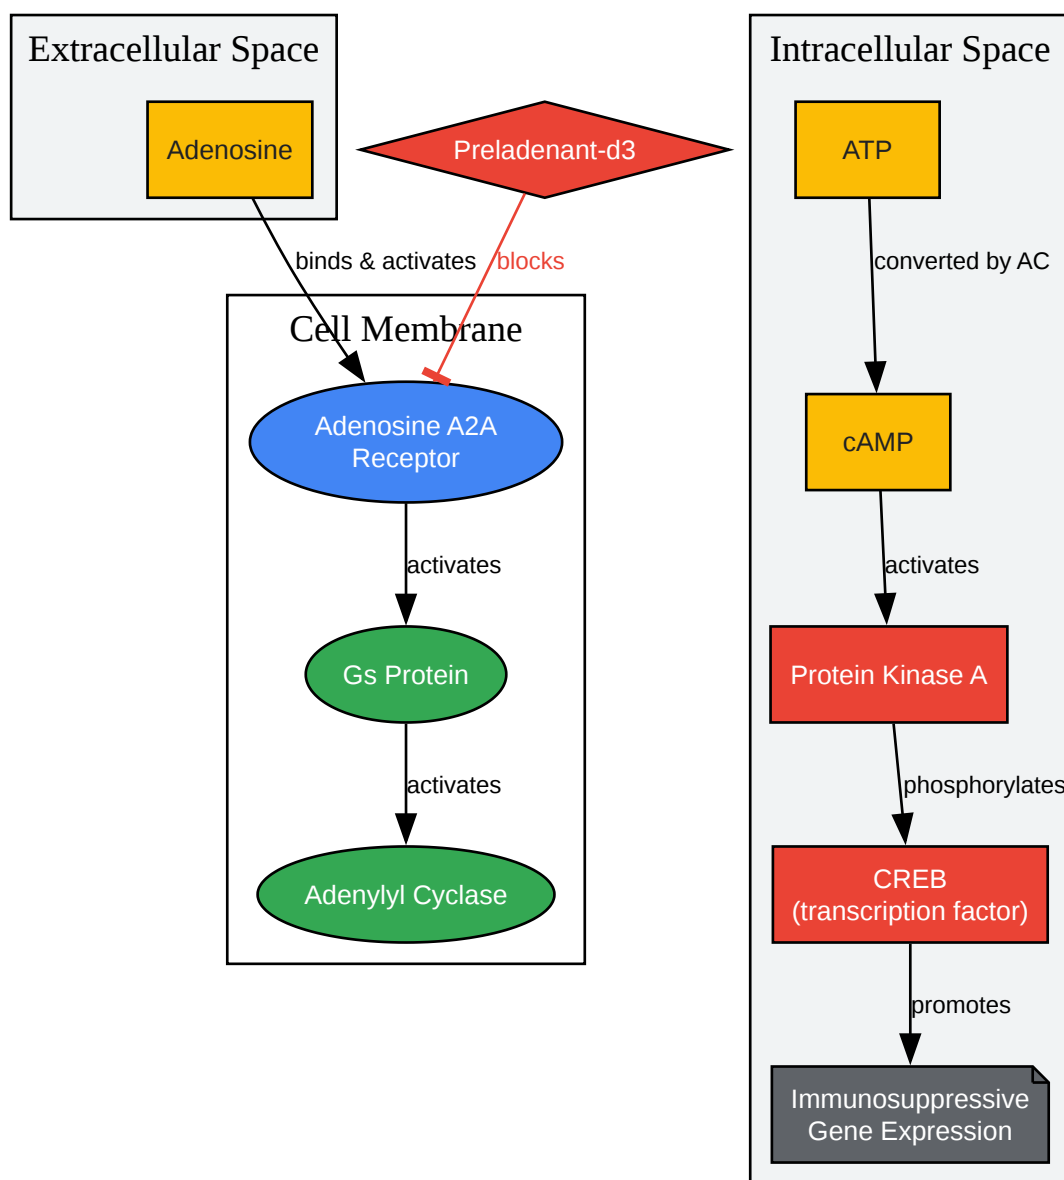 Extracellular Space
Intracellular Space
Adenosine
Preladenant-d3
ATP
binds & activates
blocks
converted by AC
Cell Membrane
Adenosine A2A
Receptor
cAMP
activates
activates
Gs Protein
Protein Kinase A
activates
phosphorylates
Adenylyl Cyclase
CREB
(transcription factor)
promotes
Immunosuppressive
Gene Expression